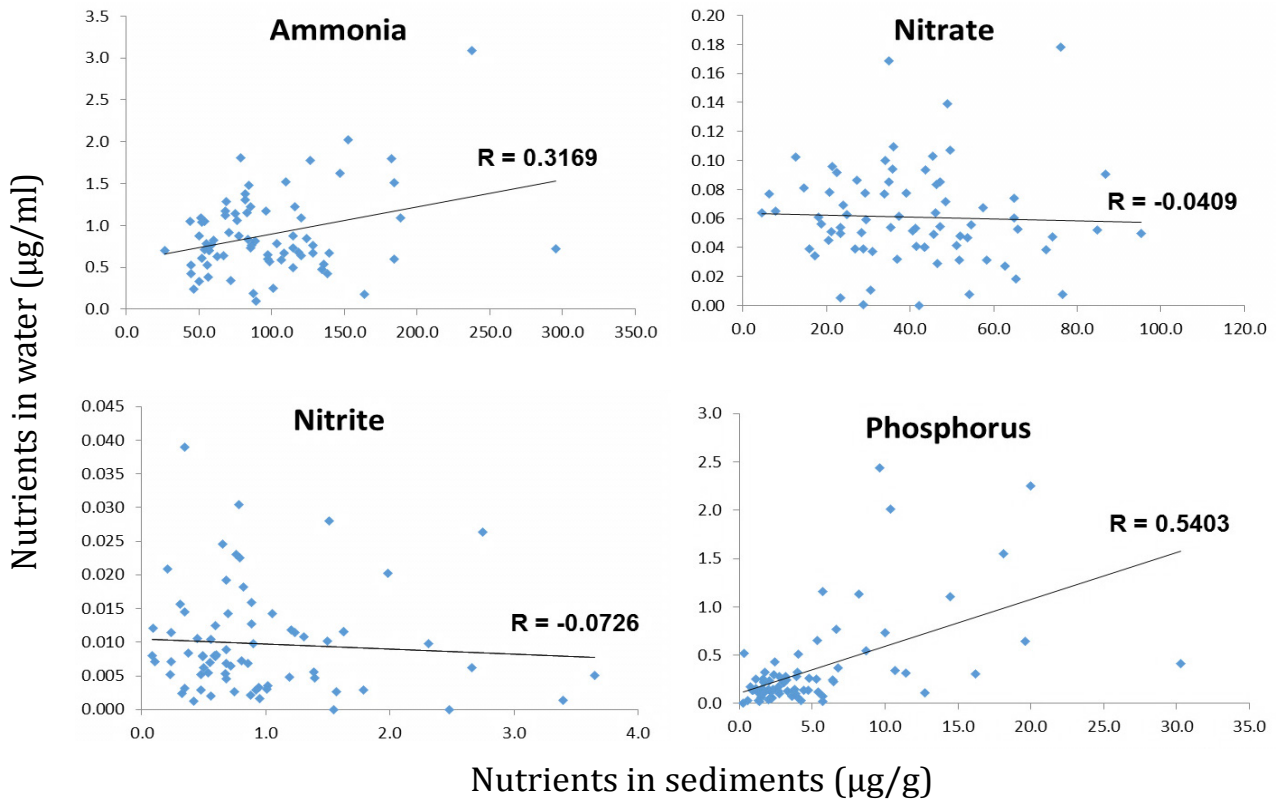 Nutrients in water (µg/ml)
Ammonia
3.5
3.0
2.5
2.0
1.5
1.0
0.5
0.0
R = 0.3169
0.0 50.0 100.0 150.0 200.0 250.0 300.0 350.0
Nitrate
0.20
0.18
0.16
0.14
0.12
0.10
0.08
0.06
0.04
0.02
0.00
R = -0.0409
0.0 20.0 40.0 60.0 80.0 100.0 120.0
Nitrite
0.045
0.040
0.035
0.030
0.025
0.020
0.015
0.010
0.005
0.000
R = -0.0726
0.0 1.0 2.0 3.0 4.0
Phosphorus
3.0
2.5
2.0
1.5
1.0
0.5
0.0
R = 0.5403
0.0 5.0 10.0 15.0 20.0 25.0 30.0 35.0
Nutrients in sediments (µg/g)